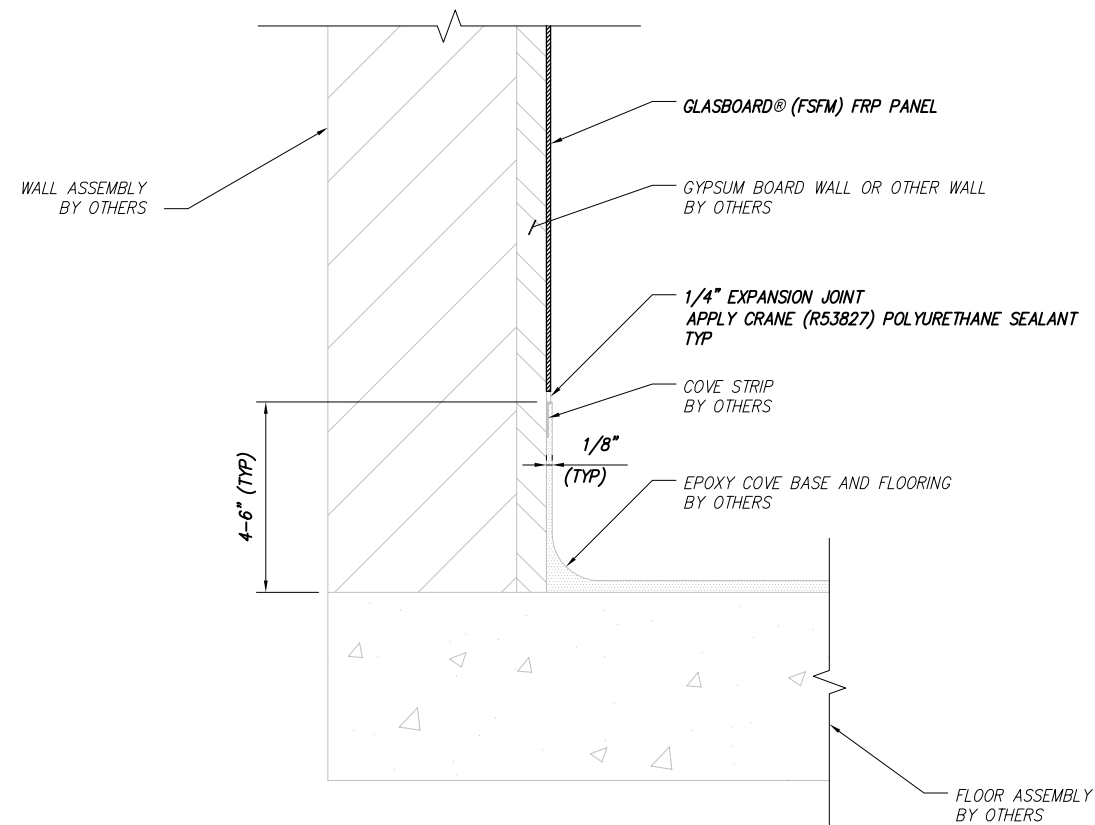 GLASBOARD® (FSFM) FRP PANEL
WALL ASSEMBLY
BY OTHERS
GYPSUM BOARD WALL OR OTHER WALL
BY OTHERS
1/4" EXPANSION JOINT
APPLY CRANE (R53827) POLYURETHANE SEALANT
TYP
COVE STRIP
BY OTHERS
1/8"
(TYP)
4-6" (TYP)
EPOXY COVE BASE AND FLOORING
BY OTHERS
FLOOR ASSEMBLY
BY OTHERS